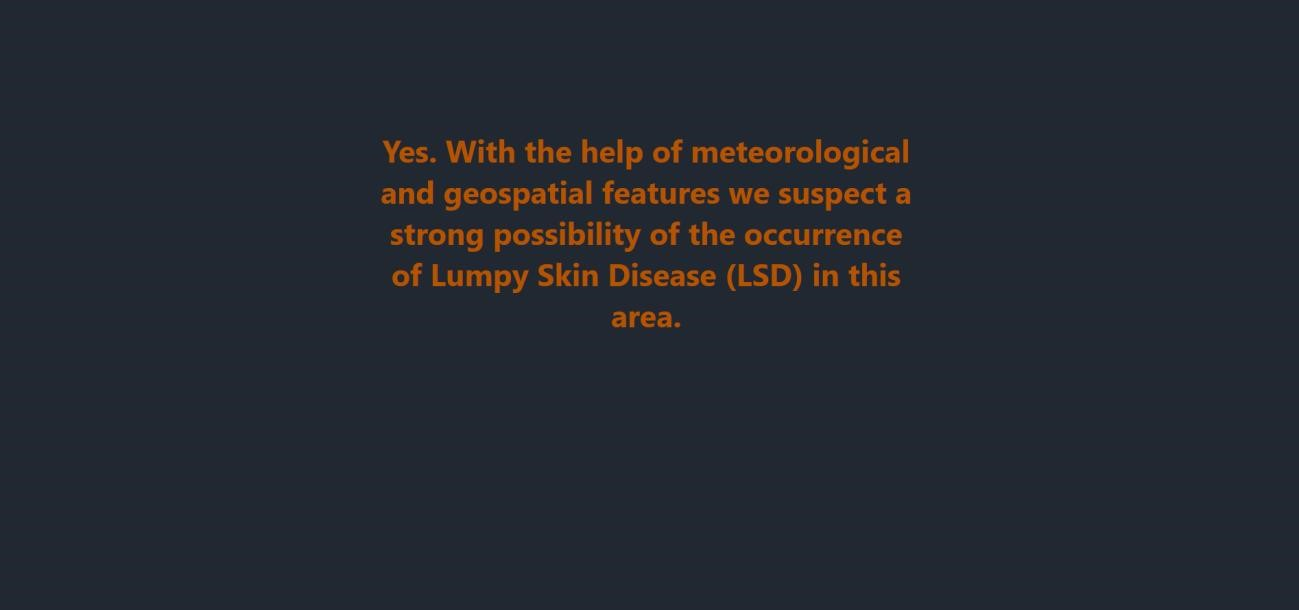 Yes. With the help of meteorological
and geospatial features we suspect a
strong possibility of the occurrence
of Lumpy Skin Disease (LSD) in this
area.